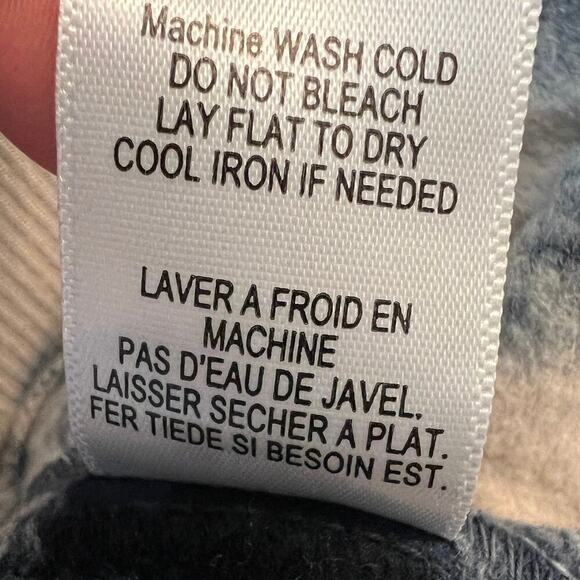 Machine WASH COLD
DO NOT BLEACH
LAY FLAT TO DRY
COOL IRON IF NEEDED
LAVER A FROID EN
MACHINE
PAS D'EAU DE JAVEL.
LAISSER SECHER A PLAT.
FER TIEDE SI BESOIN EST.